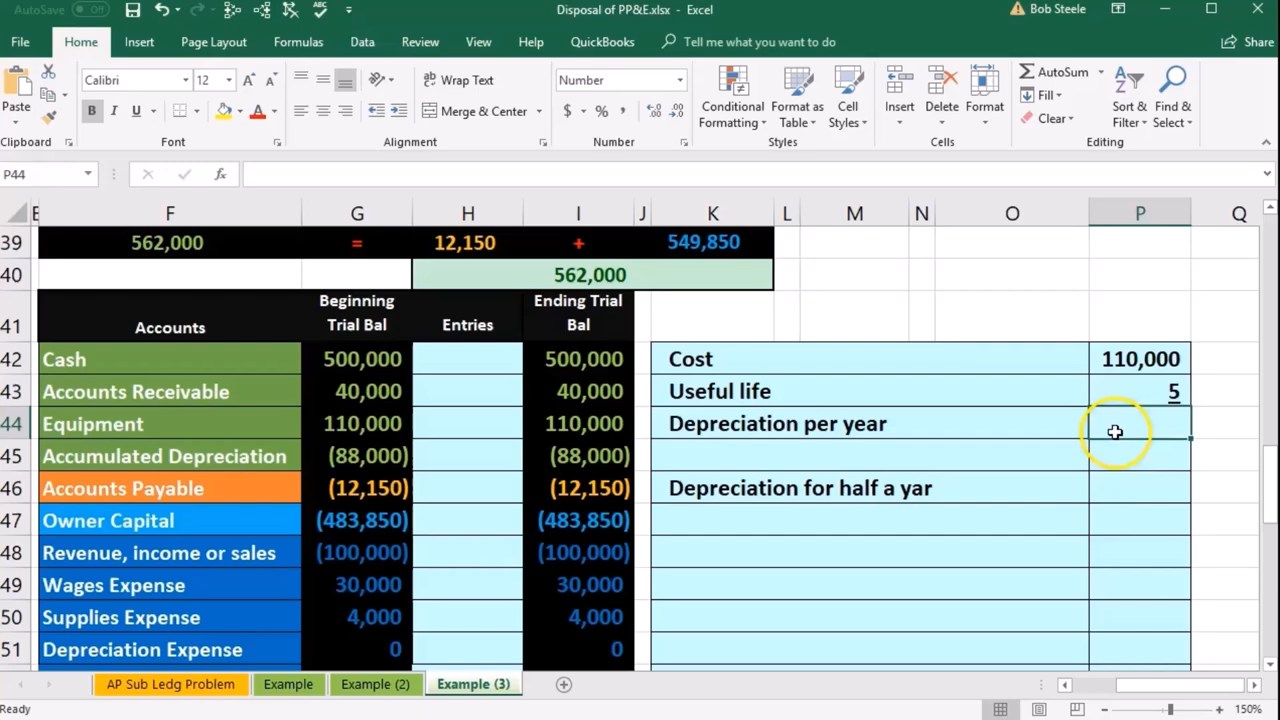 AutoSave Off
Disposal of PP&E.xlsx - Excel
Bob Steele
File Home Insert Page Layout Formulas Data Review View Help QuickBooks Tell me what you want to do Share
Paste
Calibri 12
B I U
Wrap Text
Merge & Center
Number
$ % ,
Conditional Formatting
Format as Table
Cell Styles
Insert
Delete
Format
AutoSum
Fill
Clear
Sort & Filter
Find & Select
Clipboard Font Alignment Number Styles Cells Editing
P44 fx
E F G H I J K L M N O P Q
39 562,000 = 12,150 + 549,850
40 562,000
41 Accounts Beginning Trial Bal Entries Ending Trial Bal
42 Cash 500,000 500,000 Cost 110,000
43 Accounts Receivable 40,000 40,000 Useful life 5
44 Equipment 110,000 110,000 Depreciation per year
45 Accumulated Depreciation (88,000) (88,000)
46 Accounts Payable (12,150) (12,150) Depreciation for half a yar
47 Owner Capital (483,850) (483,850)
48 Revenue, income or sales (100,000) (100,000)
49 Wages Expense 30,000 30,000
50 Supplies Expense 4,000 4,000
51 Depreciation Expense 0 0
AP Sub Ledg Problem Example Example (2) Example (3)
Ready 150%